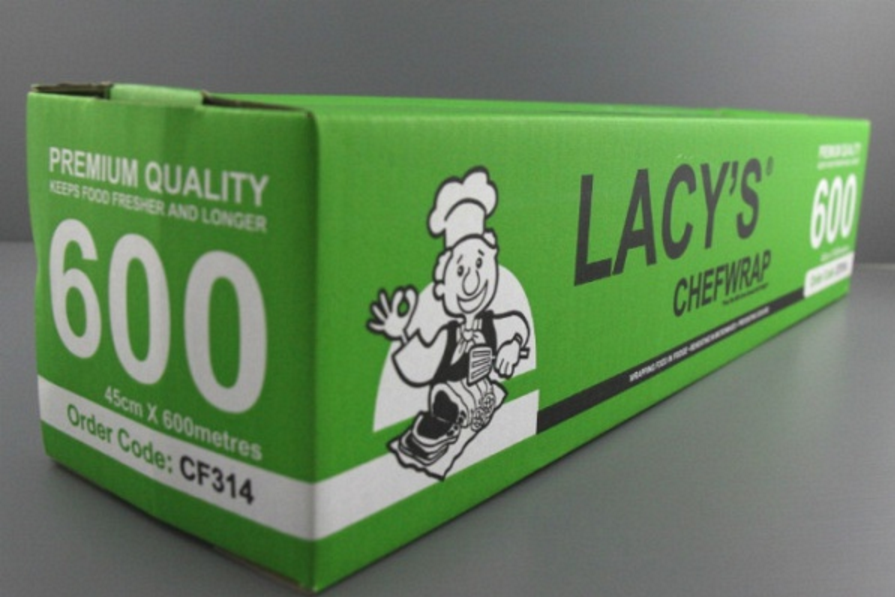 PREMIUM QUALITY
KEEPS FOOD FRESHER AND LONGER
600
45cm X 600metres
Order Code: CF314
LACY'S®
CHEFWRAP
PREMIUM QUALITY
600